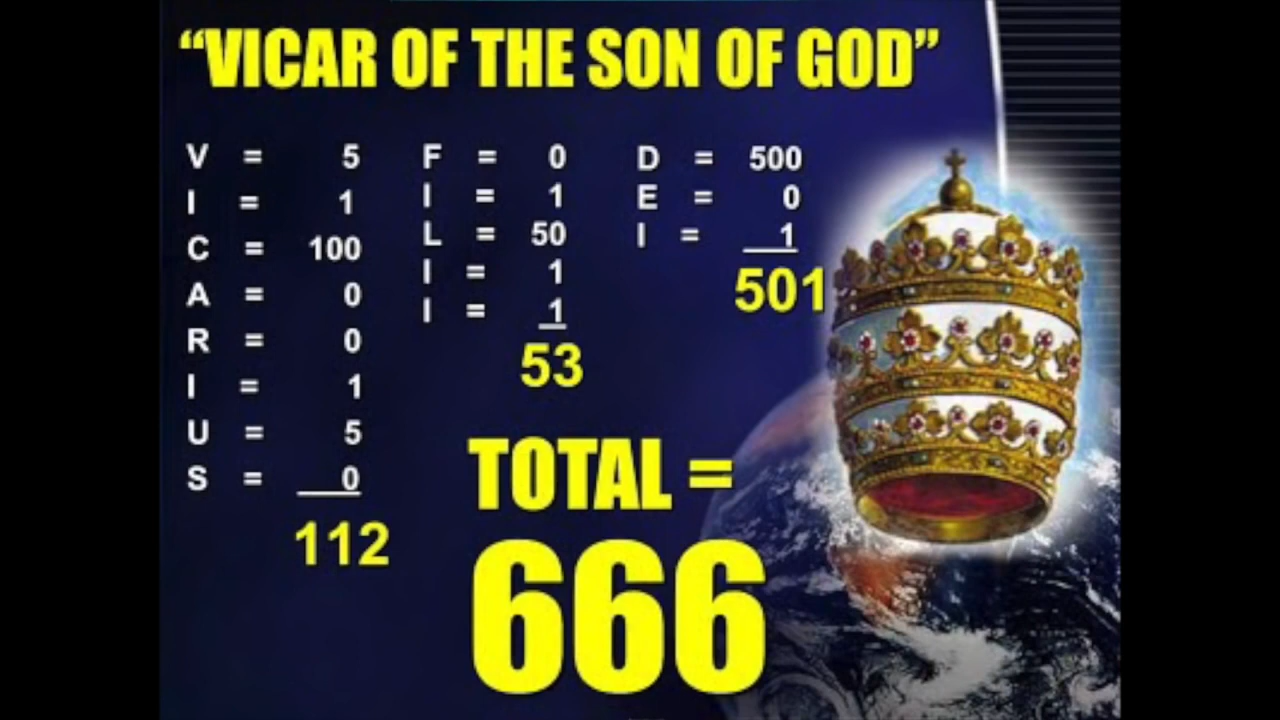 “VICAR OF THE SON OF GOD”
V = 5
I = 1
C = 100
A = 0
R = 0
I = 1
U = 5
S = 0
112
F = 0
I = 1
L = 50
I = 1
I = 1
53
D = 500
E = 0
I = 1
501
TOTAL =
666